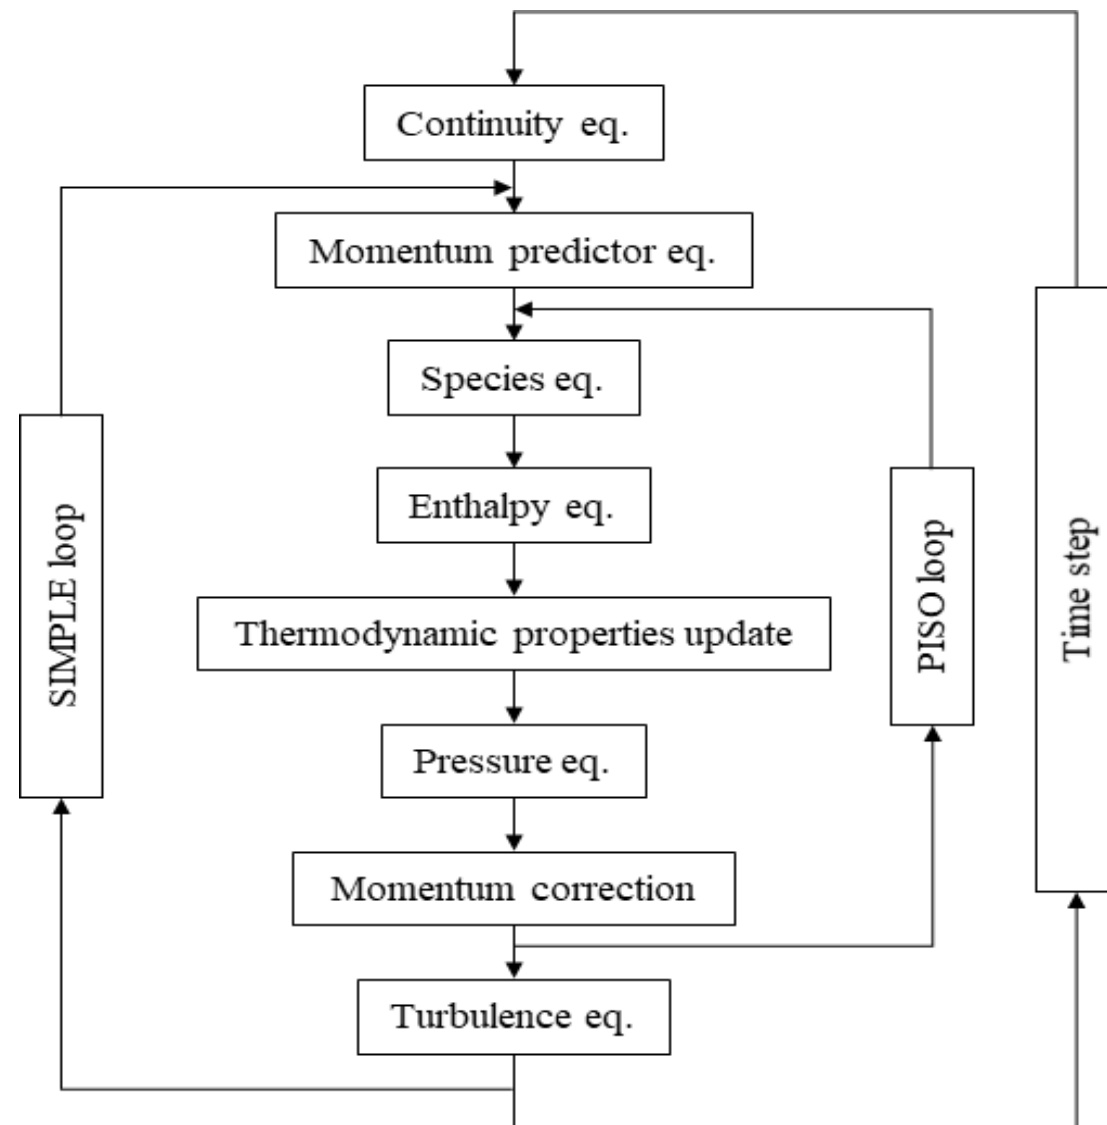 Continuity eq.
Momentum predictor eq.
Species eq.
Enthalpy eq.
Thermodynamic properties update
Pressure eq.
Momentum correction
Turbulence eq.
SIMPLE loop
PISO loop
Time step